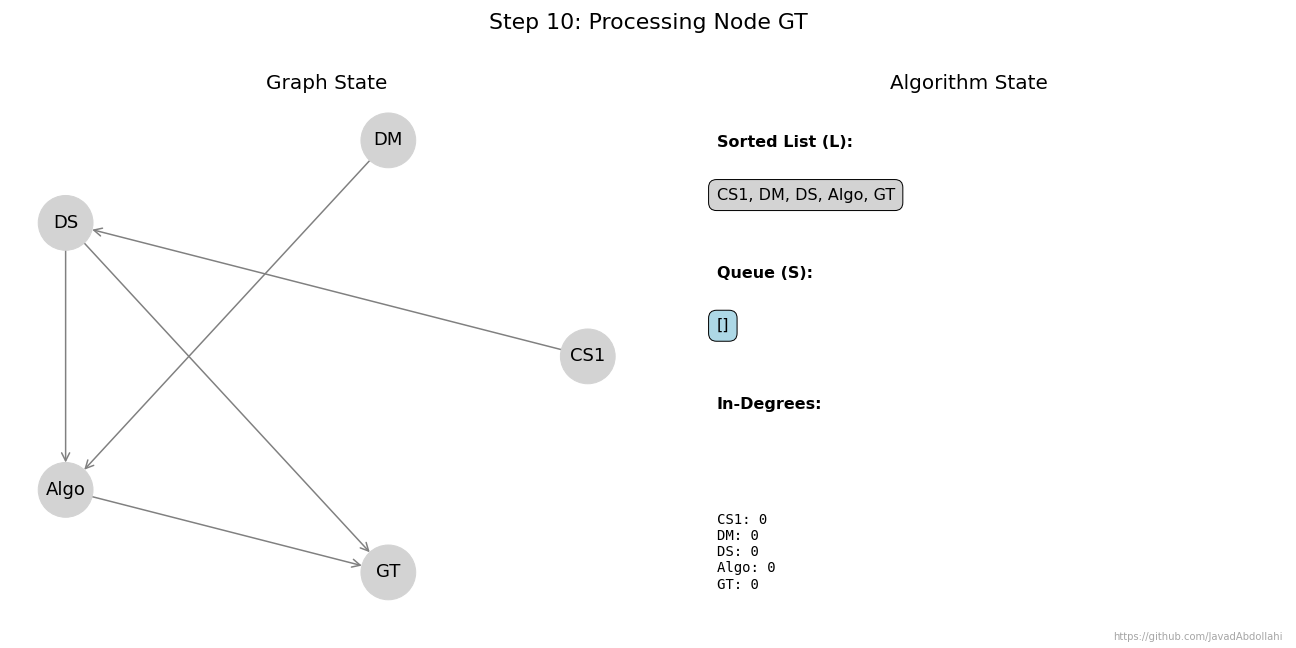 Step 10: Processing Node GT
Graph State
DM
DS
CS1
Algo
GT
Algorithm State
Sorted List (L):
CS1, DM, DS, Algo, GT
Queue (S):
[]
In-Degrees:
CS1: 0
DM: 0
DS: 0
Algo: 0
GT: 0
https://github.com/JavadAbdollahi